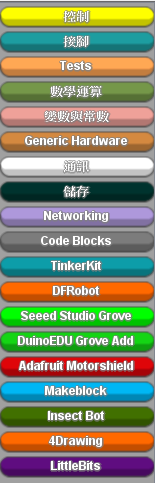 控制
接腳
Tests
數學運算
變數與常數
Generic Hardware
通訊
儲存
Networking
Code Blocks
TinkerKit
DFRobot
Seeed Studio Grove
DuinoEDU Grove Add
Adafruit Motorshield
Makeblock
Insect Bot
4Drawing
LittleBits